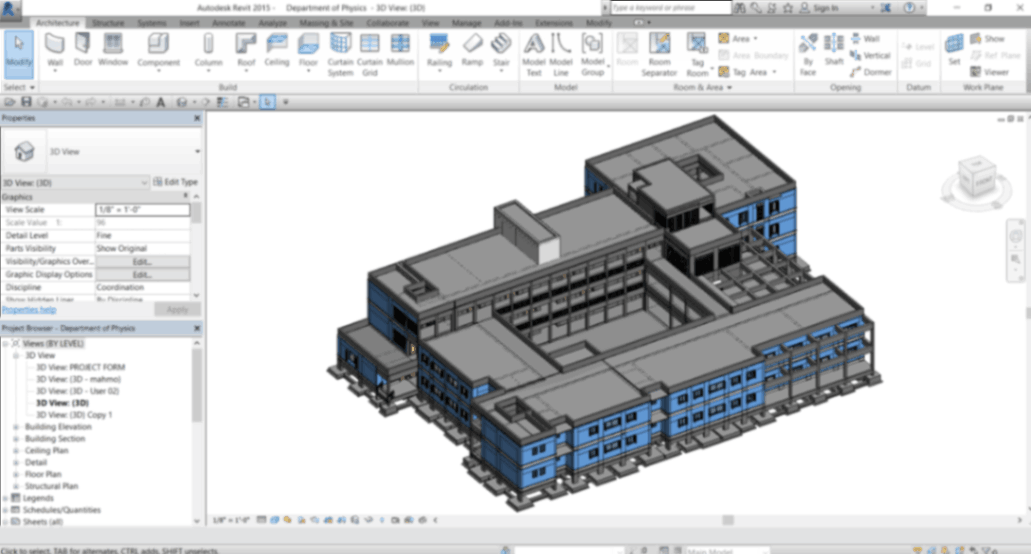 Autodesk Revit 2015 - Department of Physics - 3D View: {3D}
Type a keyword or phrase
Sign In
Architecture Structure Systems Insert Annotate Analyze Massing & Site Collaborate View Manage Add-Ins Extensions Modify
Modify Wall Door Window Component Column Roof Ceiling Floor Curtain System Curtain Grid Mullion Railing Ramp Stair Model Text Model Line Model Group Room Room Separator Tag Room
Area
Area Boundary
Tag Area
By Face Shaft
Wall
Vertical
Dormer
Level
Grid
Set
Show
Ref Plane
Viewer
Select Build Circulation Model Room & Area Opening Datum Work Plane
Properties
3D View
3D View: {3D} Edit Type
Graphics
View Scale 1/8" = 1'-0"
Scale Value 1: 96
Detail Level Fine
Parts Visibility Show Original
Visibility/Graphics Over... Edit...
Graphic Display Options Edit...
Discipline Coordination
Show Hidden Lines By Discipline
Properties help Apply
Project Browser - Department of Physics
Views (BY LEVEL)
3D View
3D View: PROJECT FORM
3D View: {3D - mahmo}
3D View: {3D - User 02}
3D View: {3D}
3D View: {3D} Copy 1
Building Elevation
Building Section
Ceiling Plan
Detail
Floor Plan
Structural Plan
Legends
Schedules/Quantities
Sheets (all)
1/8" = 1'-0"
Click to select, TAB for alternates, CTRL adds, SHIFT unselects.
Main Model